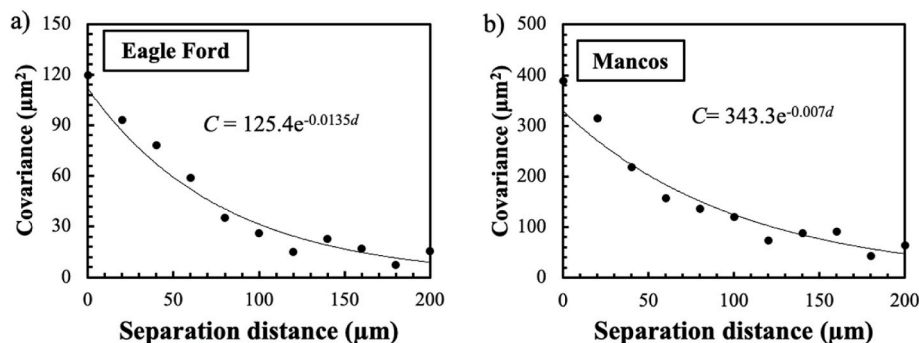 a)
Eagle Ford
C = 125.4e^-0.0135d
Covariance (µm²)
150
120
90
60
30
0
0 50 100 150 200
Separation distance (µm)
b)
Mancos
C= 343.3e^-0.007d
Covariance (µm²)
500
400
300
200
100
0
0 50 100 150 200
Separation distance (µm)